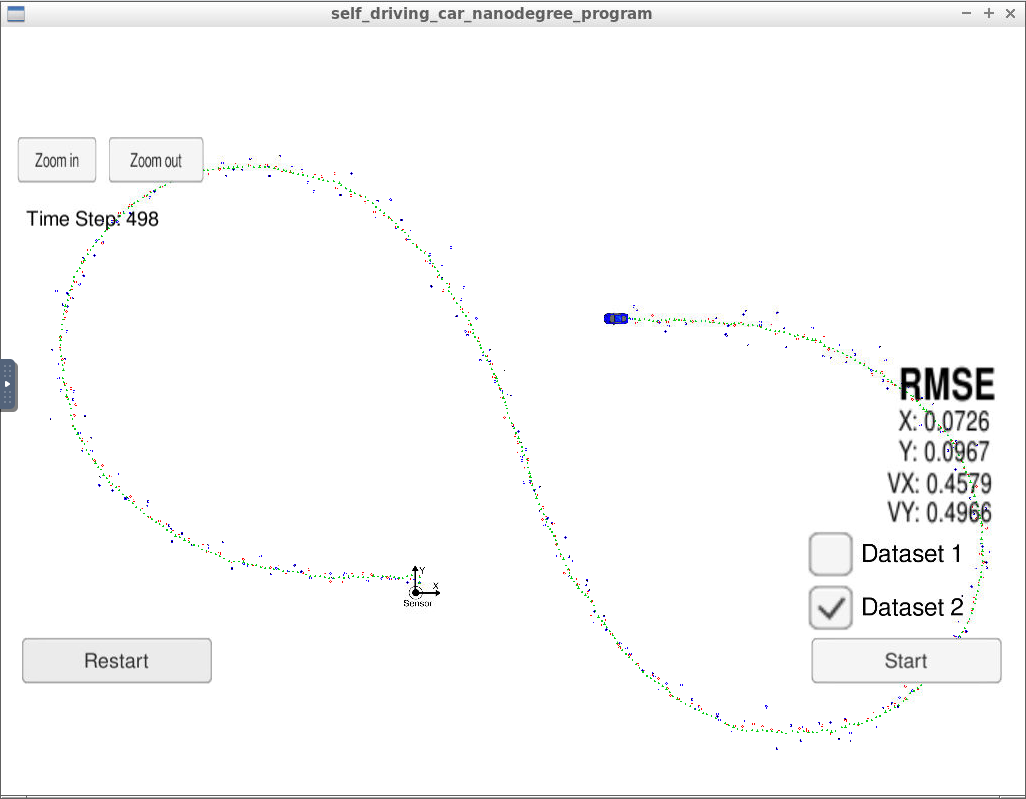 self_driving_car_nanodegree_program
Zoom in
Zoom out
Time Step: 498
RMSE
X: 0.0726
Y: 0.0967
VX: 0.4579
VY: 0.4966
Dataset 1
Y
X
Sensor
Dataset 2
Restart
Start